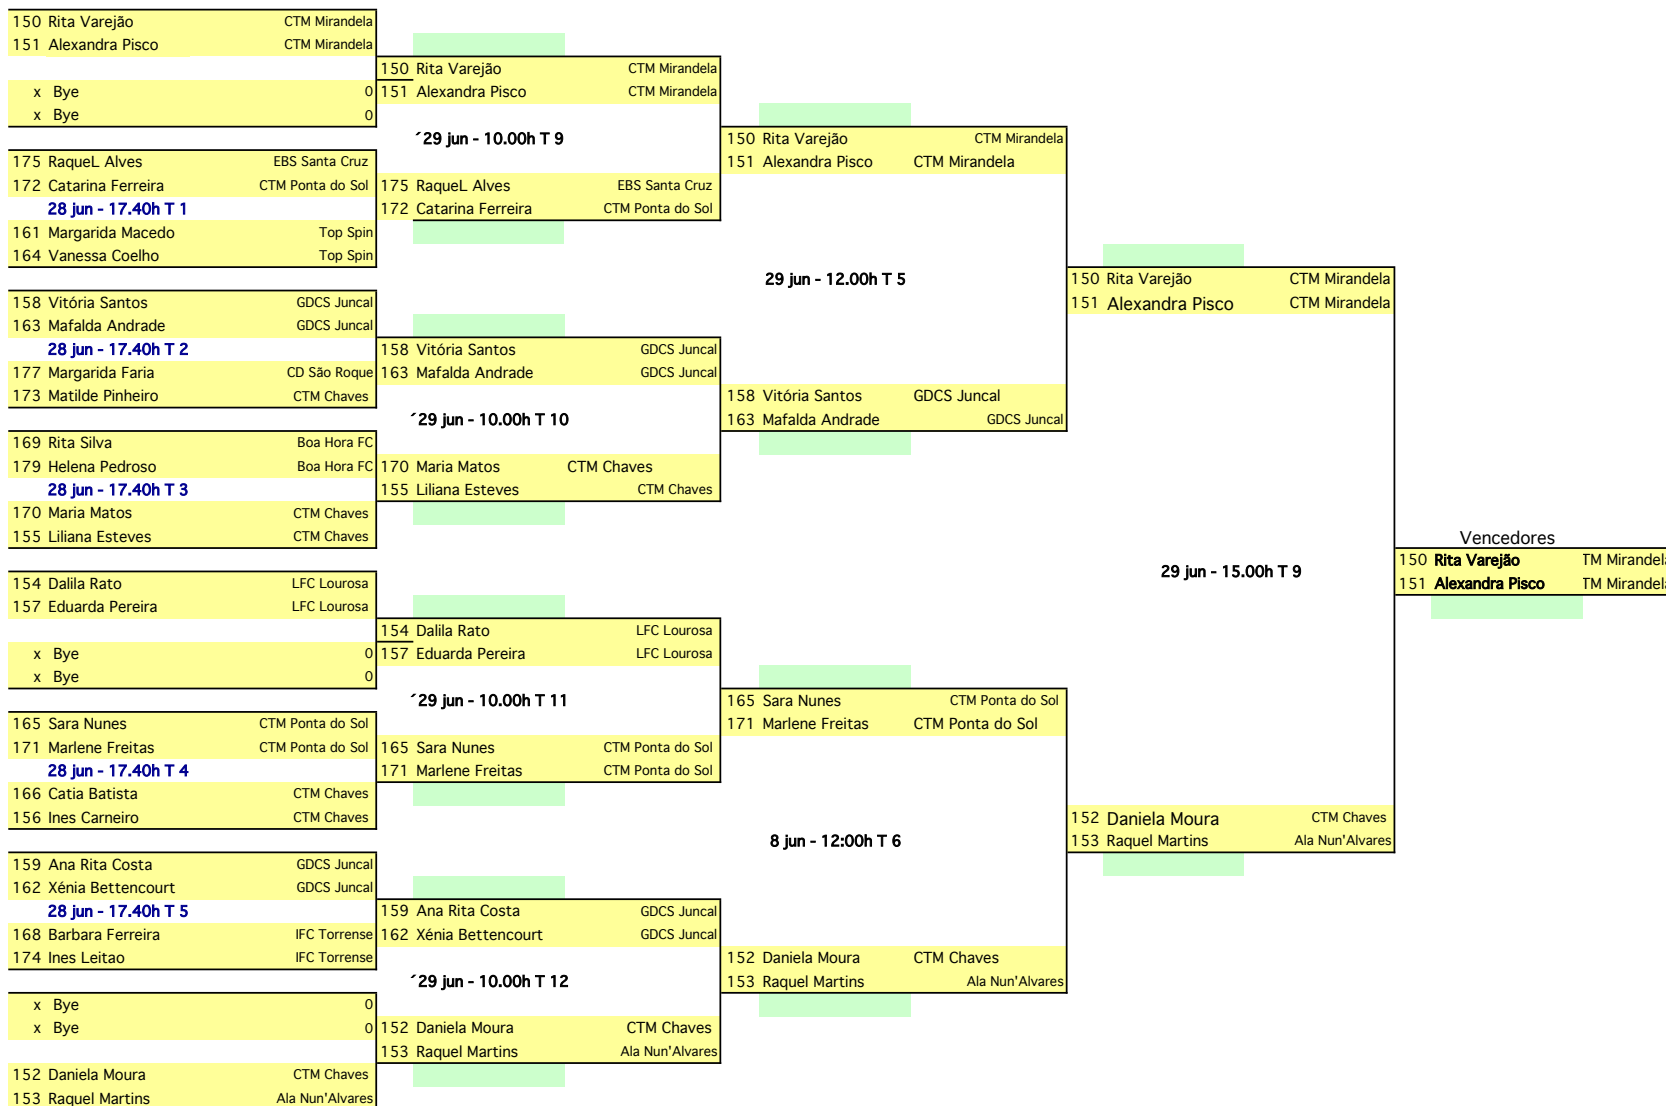 150 Rita Varejão CTM Mirandela
151 Alexandra Pisco CTM Mirandela
150 Rita Varejão CTM Mirandela
x Bye 0 151 Alexandra Pisco CTM Mirandela
x Bye 0
´29 jun - 10.00h T 9 150 Rita Varejão CTM Mirandela
175 RaqueL Alves EBS Santa Cruz 151 Alexandra Pisco CTM Mirandela
172 Catarina Ferreira CTM Ponta do Sol 175 RaqueL Alves EBS Santa Cruz
28 jun - 17.40h T 1 172 Catarina Ferreira CTM Ponta do Sol
161 Margarida Macedo Top Spin
164 Vanessa Coelho Top Spin
29 jun - 12.00h T 5 150 Rita Varejão CTM Mirandela
158 Vitória Santos GDCS Juncal 151 Alexandra Pisco CTM Mirandela
163 Mafalda Andrade GDCS Juncal
28 jun - 17.40h T 2 158 Vitória Santos GDCS Juncal
177 Margarida Faria CD São Roque 163 Mafalda Andrade GDCS Juncal
173 Matilde Pinheiro CTM Chaves 158 Vitória Santos GDCS Juncal
´29 jun - 10.00h T 10 163 Mafalda Andrade GDCS Juncal
169 Rita Silva Boa Hora FC
179 Helena Pedroso Boa Hora FC 170 Maria Matos CTM Chaves
28 jun - 17.40h T 3 155 Liliana Esteves CTM Chaves
170 Maria Matos CTM Chaves
155 Liliana Esteves CTM Chaves Vencedores
150 Rita Varejão TM Mirandela
29 jun - 15.00h T 9
154 Dalila Rato LFC Lourosa 151 Alexandra Pisco TM Mirandela
157 Eduarda Pereira LFC Lourosa
154 Dalila Rato LFC Lourosa
x Bye 0 157 Eduarda Pereira LFC Lourosa
x Bye 0
´29 jun - 10.00h T 11 165 Sara Nunes CTM Ponta do Sol
165 Sara Nunes CTM Ponta do Sol 171 Marlene Freitas CTM Ponta do Sol
171 Marlene Freitas CTM Ponta do Sol 165 Sara Nunes CTM Ponta do Sol
28 jun - 17.40h T 4 171 Marlene Freitas CTM Ponta do Sol
166 Catia Batista CTM Chaves
156 Ines Carneiro CTM Chaves 152 Daniela Moura CTM Chaves
8 jun - 12:00h T 6 153 Raquel Martins Ala Nun'Alvares
159 Ana Rita Costa GDCS Juncal
162 Xénia Bettencourt GDCS Juncal
28 jun - 17.40h T 5 159 Ana Rita Costa GDCS Juncal
168 Barbara Ferreira IFC Torrense 162 Xénia Bettencourt GDCS Juncal
174 Ines Leitao IFC Torrense 152 Daniela Moura CTM Chaves
´29 jun - 10.00h T 12 153 Raquel Martins Ala Nun'Alvares
x Bye 0
x Bye 0 152 Daniela Moura CTM Chaves
153 Raquel Martins Ala Nun'Alvares
152 Daniela Moura CTM Chaves
153 Raquel Martins Ala Nun'Alvares